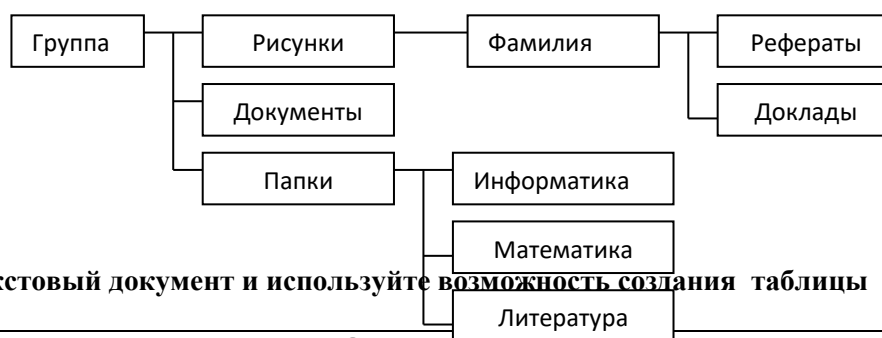 Группа Рисунки Фамилия Рефераты
Документы Доклады
Папки Информатика
Математика
кстовый документ и используйте возможность создания таблицы
Литература